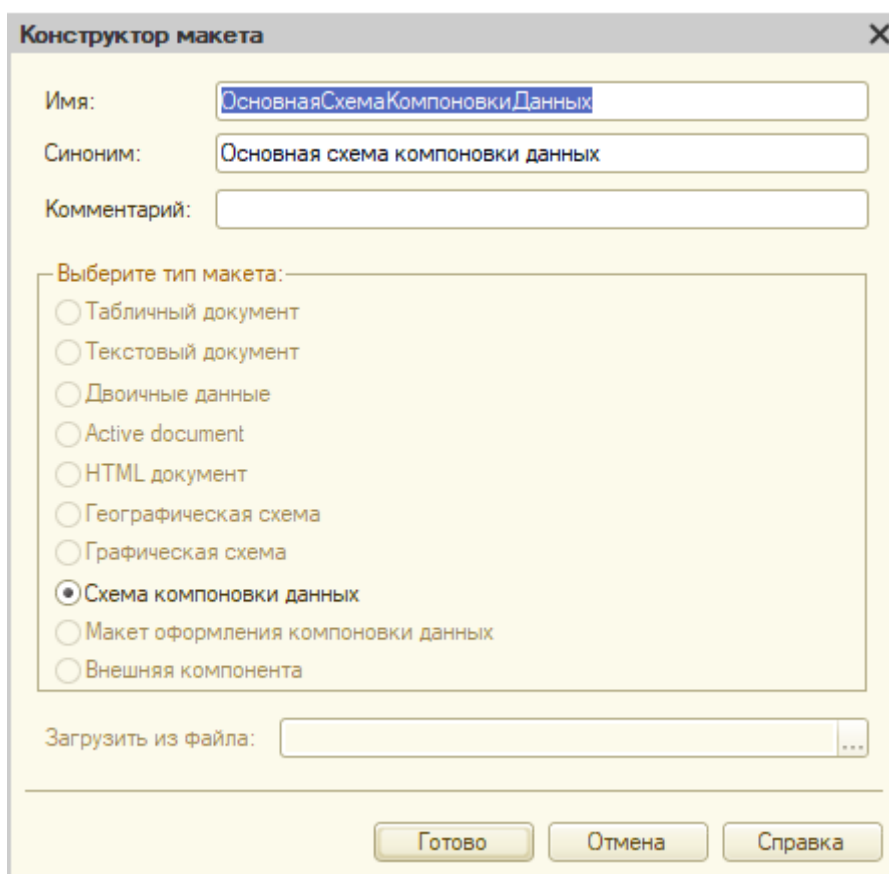 Конструктор макета
Имя: ОсновнаяСхемаКомпоновкиДанных
Синоним: Основная схема компоновки данных
Комментарий:
Выберите тип макета:
Табличный документ
Текстовый документ
Двоичные данные
Active document
HTML документ
Географическая схема
Графическая схема
Схема компоновки данных
Макет оформления компоновки данных
Внешняя компонента
Загрузить из файла: ...
Готово Отмена Справка